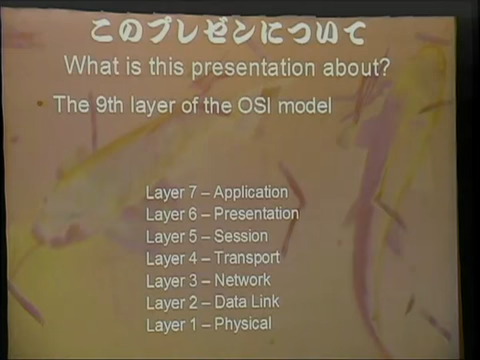 このプレゼンについて
What is this presentation about?
The 9th layer of the OSI model
Layer 7 – Application
Layer 6 – Presentation
Layer 5 – Session
Layer 4 – Transport
Layer 3 – Network
Layer 2 – Data Link
Layer 1 – Physical